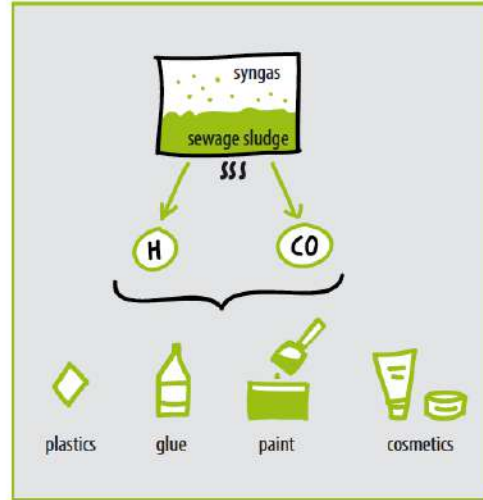 syngas
sewage sludge
H
CO
plastics glue paint cosmetics